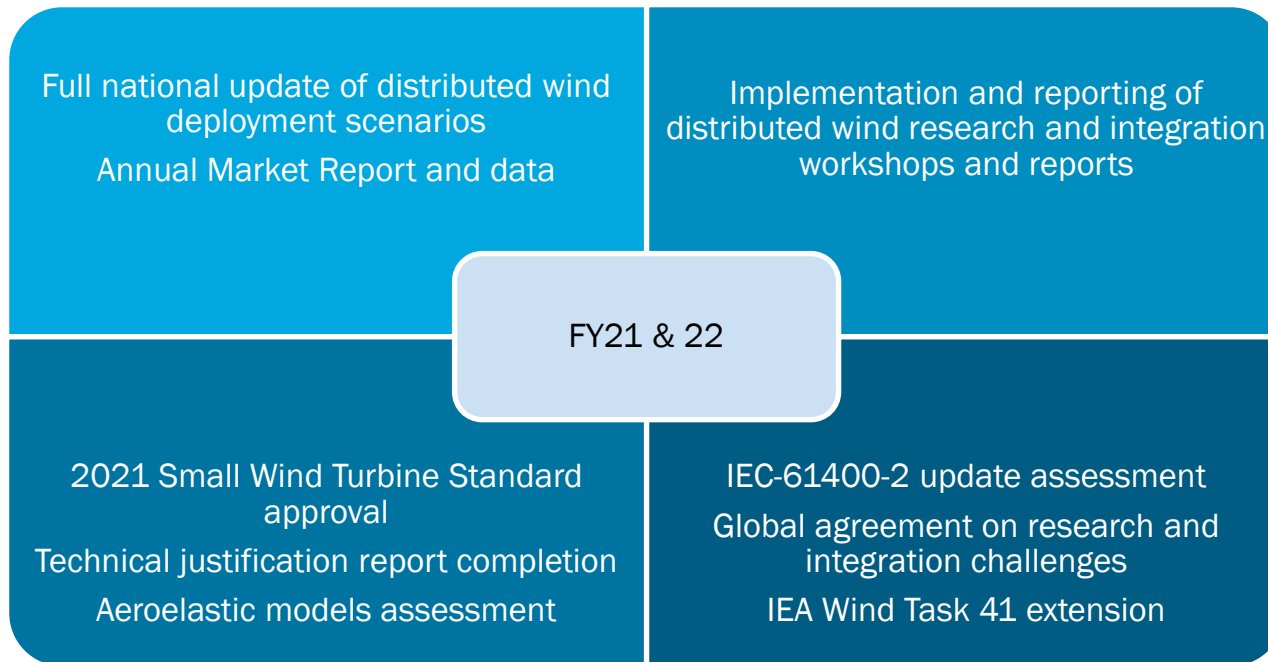 Full national update of distributed wind
deployment scenarios
Annual Market Report and data
Implementation and reporting of
distributed wind research and integration
workshops and reports
FY21 & 22
2021 Small Wind Turbine Standard
approval
Technical justification report completion
Aeroelastic models assessment
IEC-61400-2 update assessment
Global agreement on research and
integration challenges
IEA Wind Task 41 extension